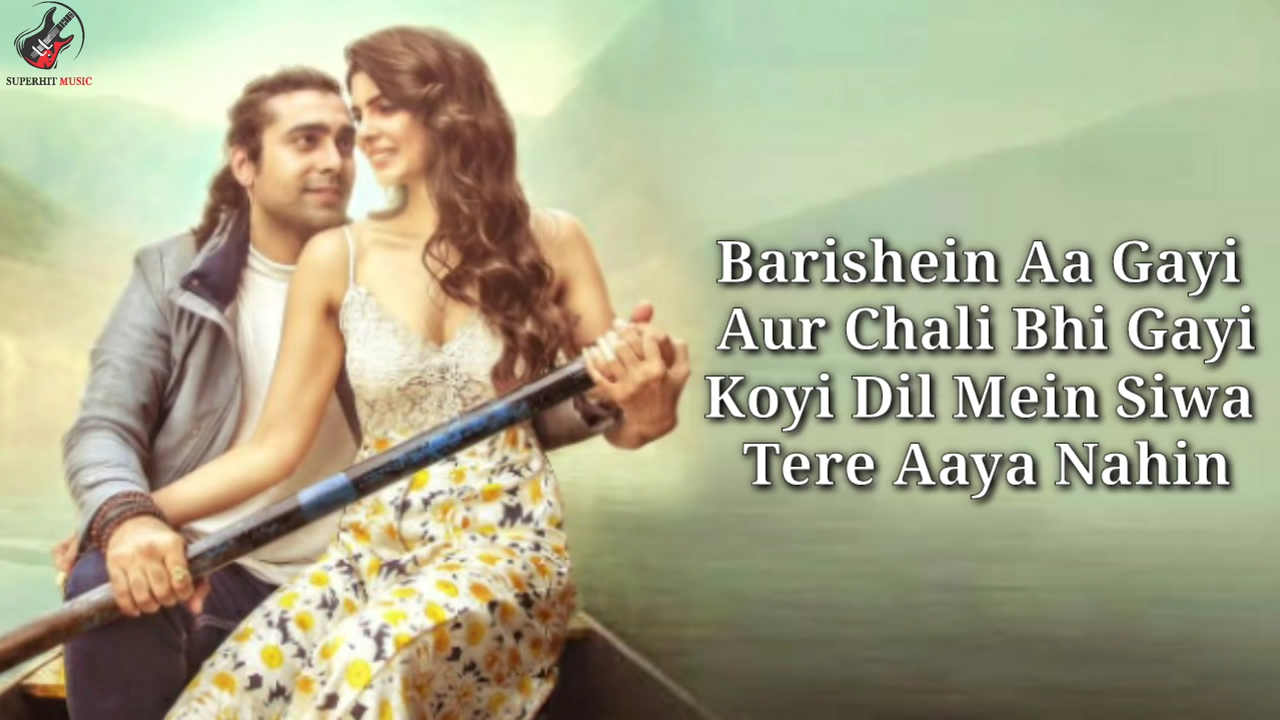 SUPERHIT MUSIC
Barishein Aa Gayi
Aur Chali Bhi Gayi
Koyi Dil Mein Siwa
Tere Aaya Nahin